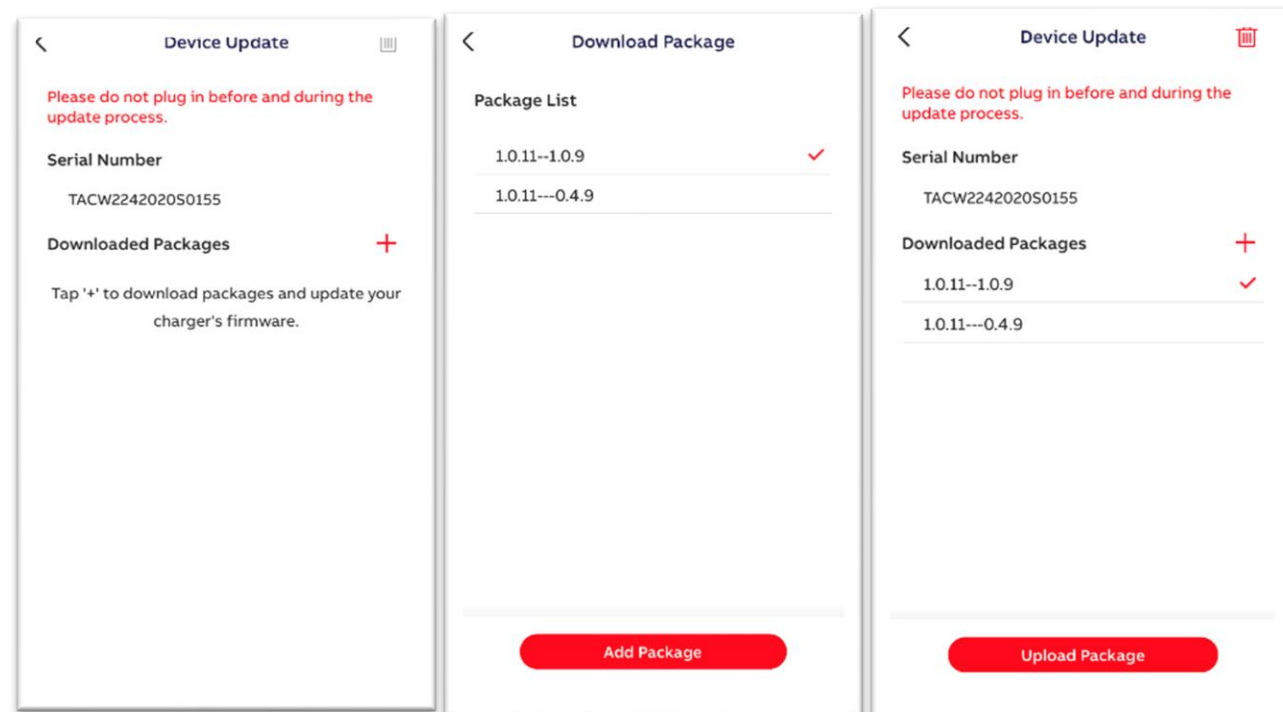 Device Update
Please do not plug in before and during the
update process.
Serial Number
TACW2242020S0155
Downloaded Packages
Tap '+' to download packages and update your
charger's firmware.
Download Package
Package List
1.0.11--1.0.9
1.0.11---0.4.9
Add Package
Device Update
Please do not plug in before and during the
update process.
Serial Number
TACW2242020S0155
Downloaded Packages
1.0.11--1.0.9
1.0.11---0.4.9
Upload Package